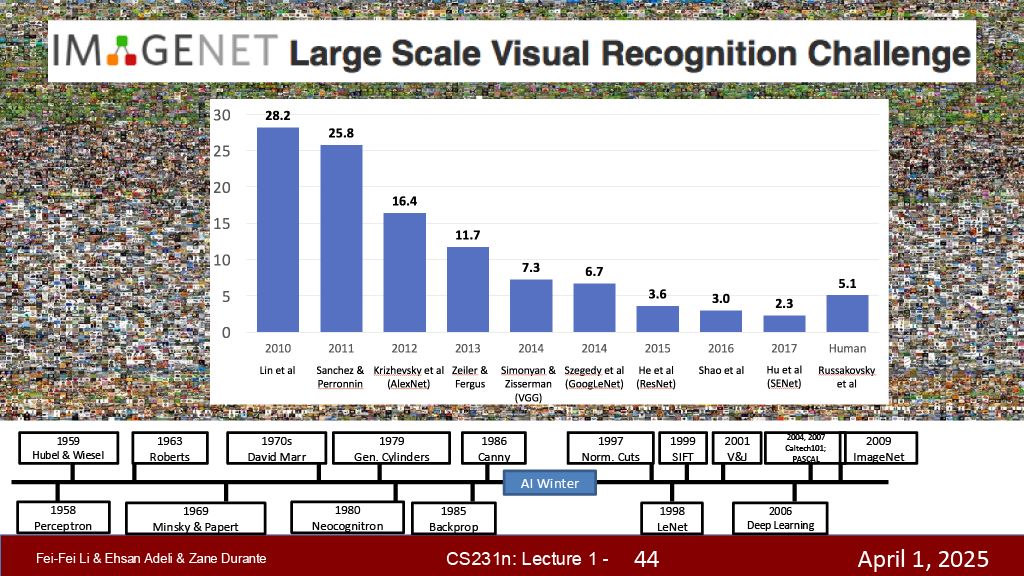 IMAGENET Large Scale Visual Recognition Challenge
30
25
20
15
10
5
0
28.2
25.8
16.4
11.7
7.3
6.7
3.6
3.0
2.3
5.1
2010
2011
2012
2013
2014
2014
2015
2016
2017
Human
Lin et al
Sanchez &
Perronnin
Krizhevsky et al
(AlexNet)
Zeiler &
Fergus
Simonyan &
Zisserman
(VGG)
Szegedy et al
(GoogLeNet)
He et al
(ResNet)
Shao et al
Hu et al
(SENet)
Russakovsky
et al
1959
Hubel & Wiesel
1963
Roberts
1970s
David Marr
1979
Gen. Cylinders
1986
Canny
1997
Norm. Cuts
1999
SIFT
2001
V&J
2004, 2007
Caltech101;
PASCAL
2009
ImageNet
AI Winter
1958
Perceptron
1969
Minsky & Papert
1980
Neocognitron
1985
Backprop
1998
LeNet
2006
Deep Learning
Fei-Fei Li & Ehsan Adeli & Zane Durante
CS231n: Lecture 1 - 44
April 1, 2025